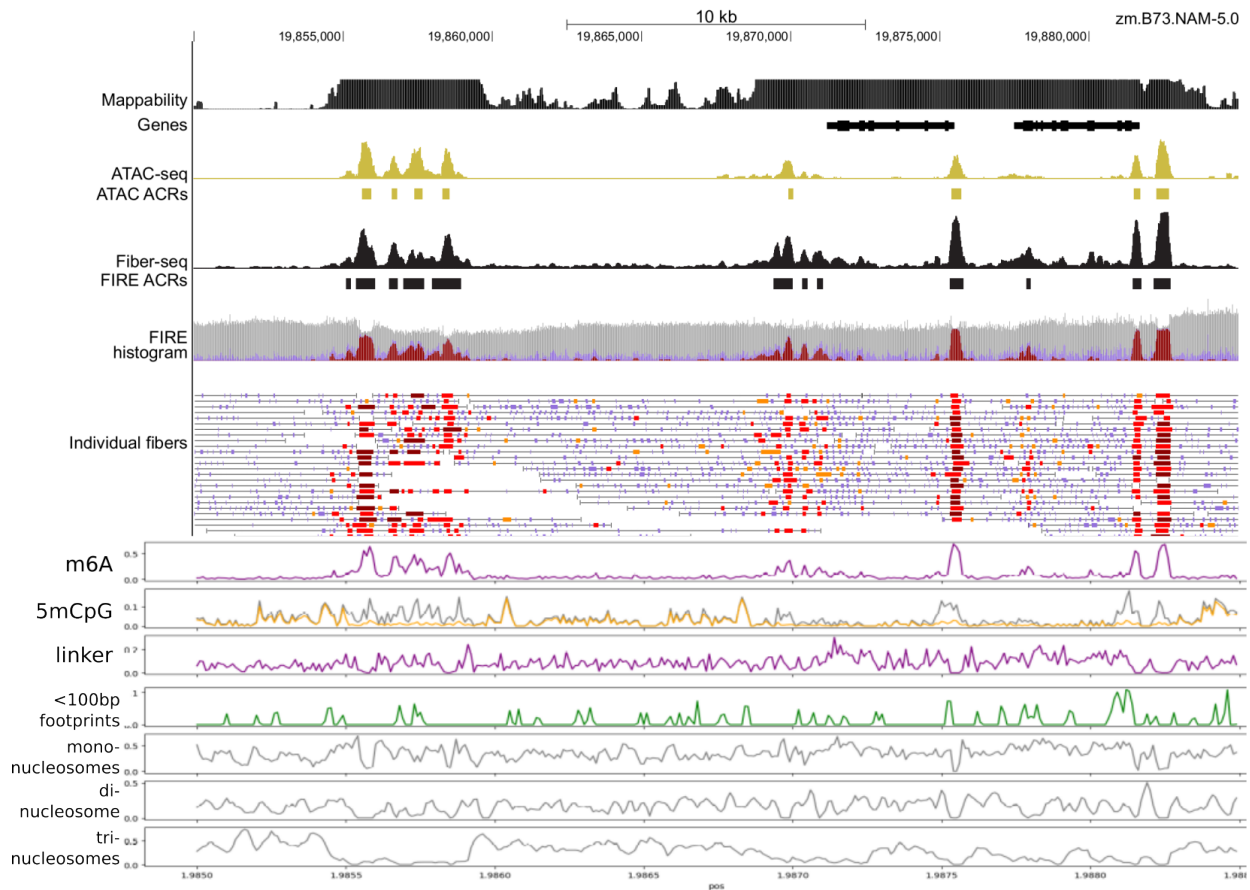 10 kb
zm.B73.NAM-5.0
19,855,000 19,860,000 19,865,000 19,870,000 19,875,000 19,880,000
Mappability
Genes
ATAC-seq
ATAC ACRs
Fiber-seq
FIRE ACRs
FIRE
histogram
Individual fibers
m6A
0.5
0.0
5mCpG
0.1
0.0
linker
0.2
0.0
<100bp
footprints
1
mono-
nucleosomes
0.5
0.0
di-
nucleosome
0.5
0.0
tri-
nucleosomes
0.5
0.0
1.9850 1.9855 1.9860 1.9865 1.9870 1.9875 1.9880 1.988
pos